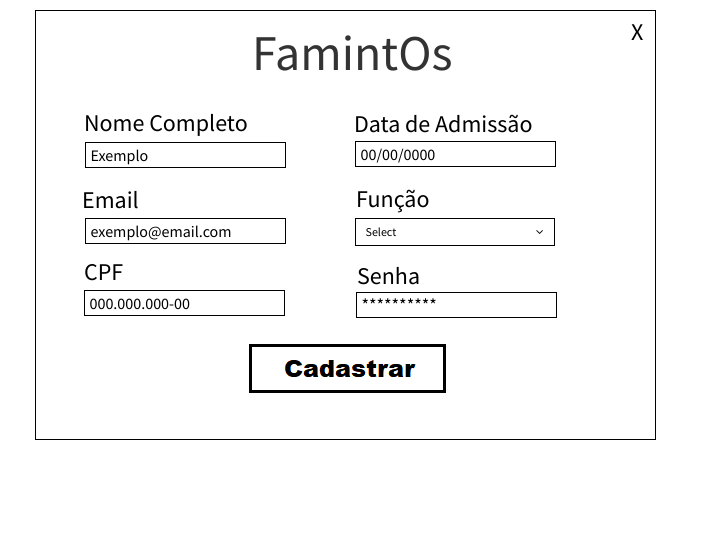 X
FamintOs
Nome Completo
Exemplo
Data de Admissão
00/00/0000
Email
exemplo@email.com
Função
Select
CPF
000.000.000-00
Senha
**********
Cadastrar